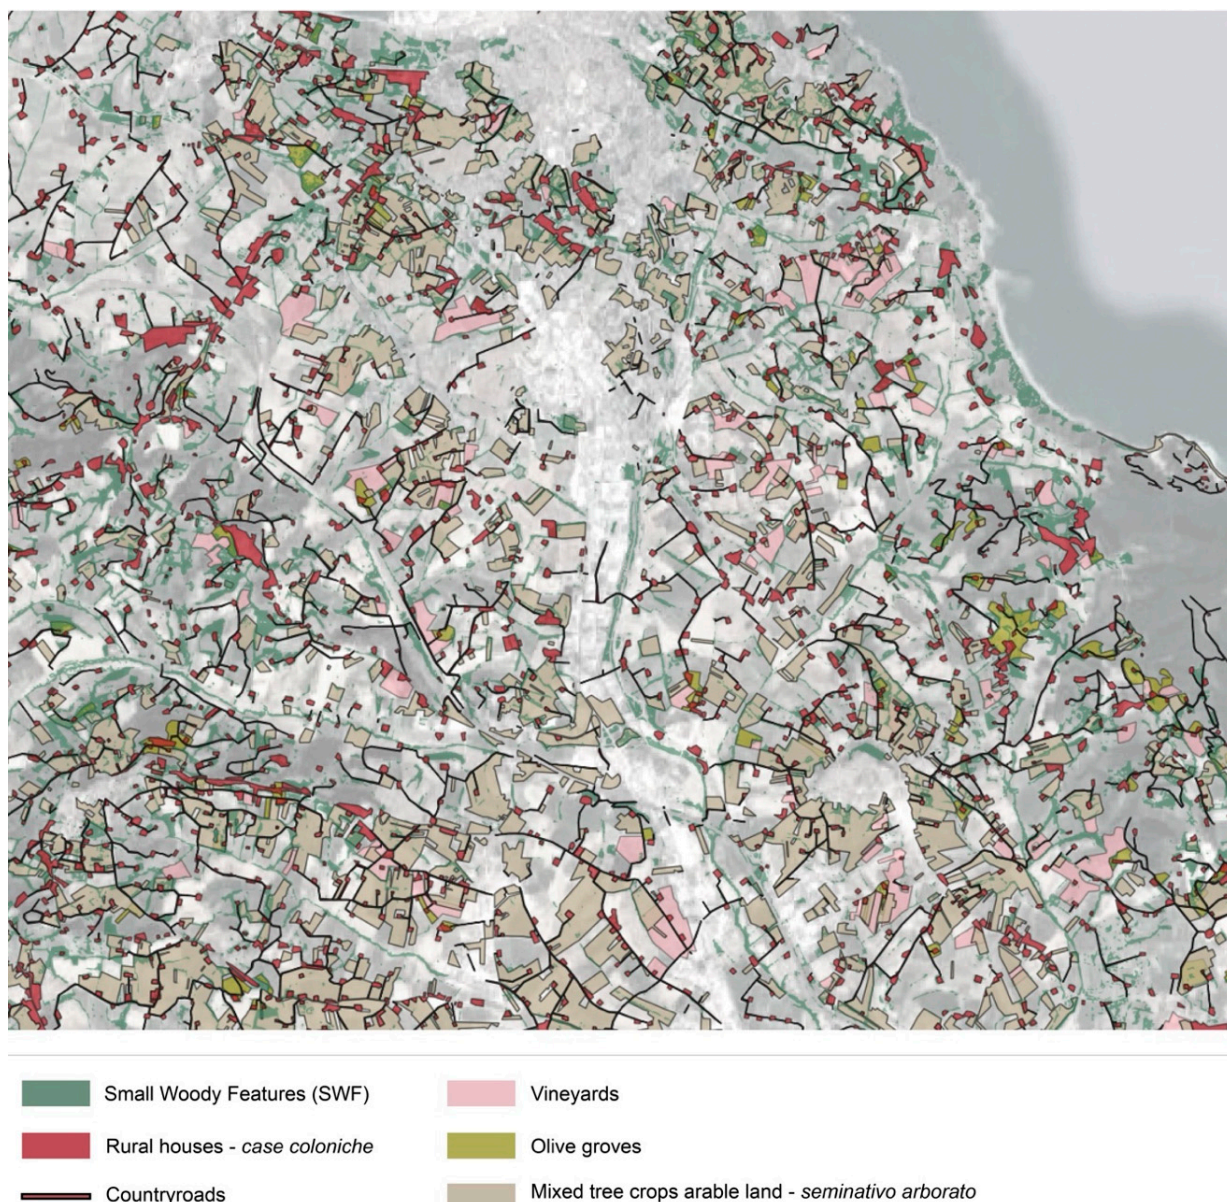 Small Woody Features (SWF)
Vineyards
Rural houses - case coloniche
Olive groves
Countryroads
Mixed tree crops arable land - seminativo arborato